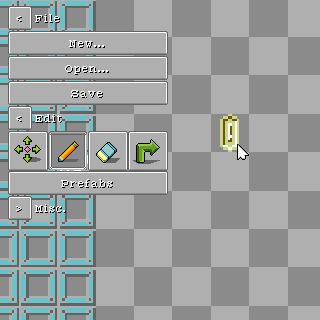 < File
New...
Open...
Save
< Edit
Prefabs
> Misc.